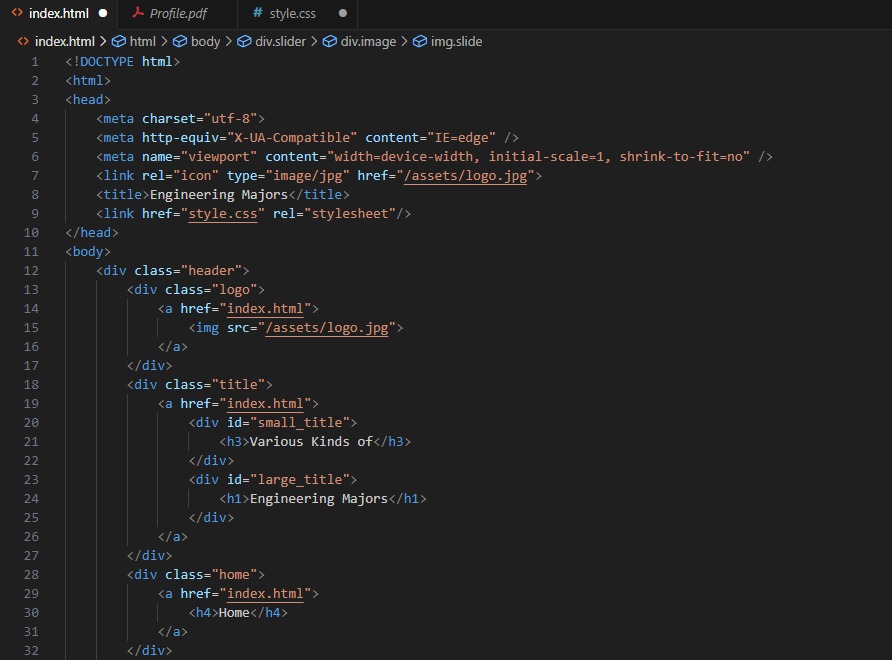 index.html Profile.pdf # style.css
index.html > html > body > div.slider > div.image > img.slide
1 <!DOCTYPE html>
2 <html>
3 <head>
4 <meta charset="utf-8">
5 <meta http-equiv="X-UA-Compatible" content="IE=edge" />
6 <meta name="viewport" content="width=device-width, initial-scale=1, shrink-to-fit=no" />
7 <link rel="icon" type="image/jpg" href="/assets/logo.jpg">
8 <title>Engineering Majors</title>
9 <link href="style.css" rel="stylesheet"/>
10 </head>
11 <body>
12 <div class="header">
13 <div class="logo">
14 <a href="index.html">
15 <img src="/assets/logo.jpg">
16 </a>
17 </div>
18 <div class="title">
19 <a href="index.html">
20 <div id="small_title">
21 <h3>Various Kinds of</h3>
22 </div>
23 <div id="large_title">
24 <h1>Engineering Majors</h1>
25 </div>
26 </a>
27 </div>
28 <div class="home">
29 <a href="index.html">
30 <h4>Home</h4>
31 </a>
32 </div>